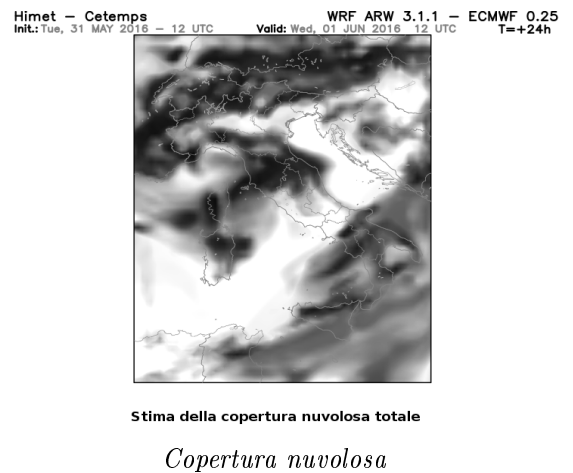 Himet – Cetemps WRF ARW 3.1.1 – ECMWF 0.25
Init.: Tue, 31 MAY 2016 – 12 UTC Valid: Wed, 01 JUN 2016 12 UTC T=+24h
Stima della copertura nuvolosa totale
Copertura nuvolosa